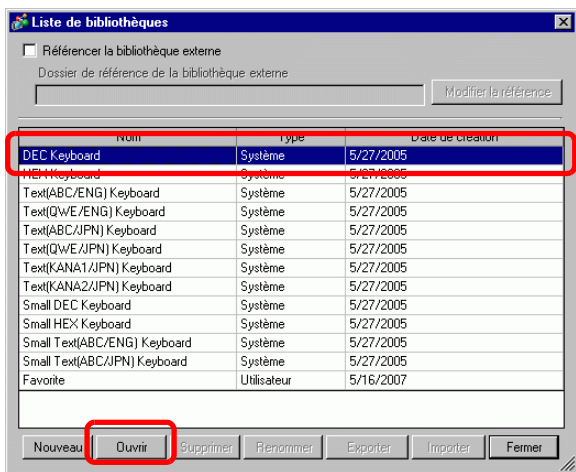 Liste de bibliothèques
Référencer la bibliothèque externe
Dossier de référence de la bibliothèque externe
Modifier la référence
Nom Type Date de création
DEC Keyboard Système 5/27/2005
HEX Keyboard Système 5/27/2005
Text(ABC/ENG) Keyboard Système 5/27/2005
Text(QWE/ENG) Keyboard Système 5/27/2005
Text(ABC/JPN) Keyboard Système 5/27/2005
Text(QWE/JPN) Keyboard Système 5/27/2005
Text(KANA1/JPN) Keyboard Système 5/27/2005
Text(KANA2/JPN) Keyboard Système 5/27/2005
Small DEC Keyboard Système 5/27/2005
Small HEX Keyboard Système 5/27/2005
Small Text(ABC/ENG) Keyboard Système 5/27/2005
Small Text(ABC/JPN) Keyboard Système 5/27/2005
Favorite Utilisateur 5/16/2007
Nouveau Ouvrir Supprimer Renommer Exporter Importer Fermer